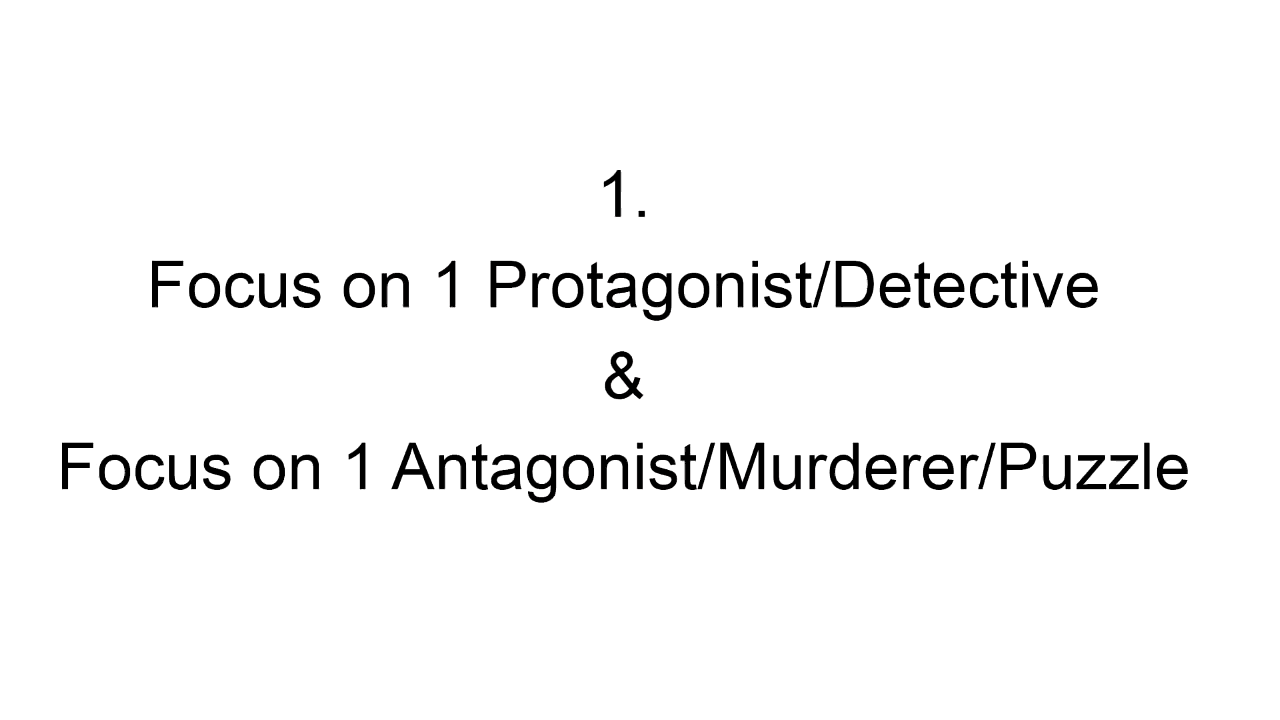 1.
Focus on 1 Protagonist/Detective
&
Focus on 1 Antagonist/Murderer/Puzzle